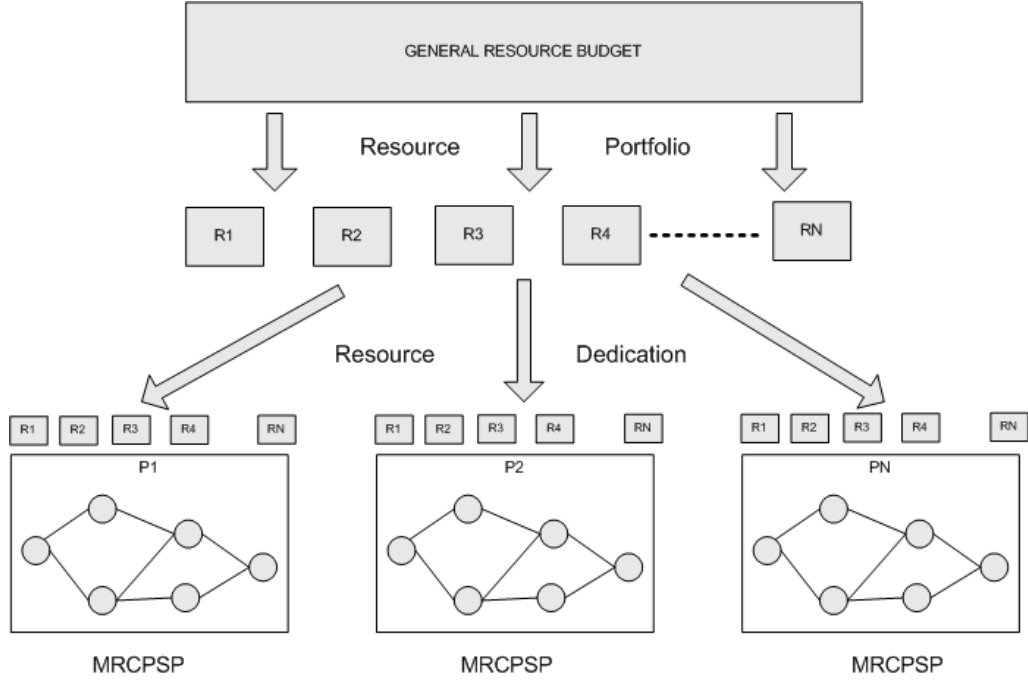 GENERAL RESOURCE BUDGET
Resource Portfolio
R1 R2 R3 R4 RN
Resource Dedication
R1 R2 R3 R4 RN R1 R2 R3 R4 RN R1 R2 R3 R4 RN
P1 P2 PN
MRCPSP MRCPSP MRCPSP